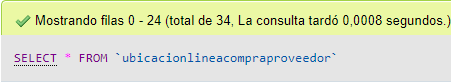 Mostrando filas 0 - 24 (total de 34, La consulta tardó 0,0008 segundos.)
SELECT * FROM `ubicacionlineacompraproveedor`